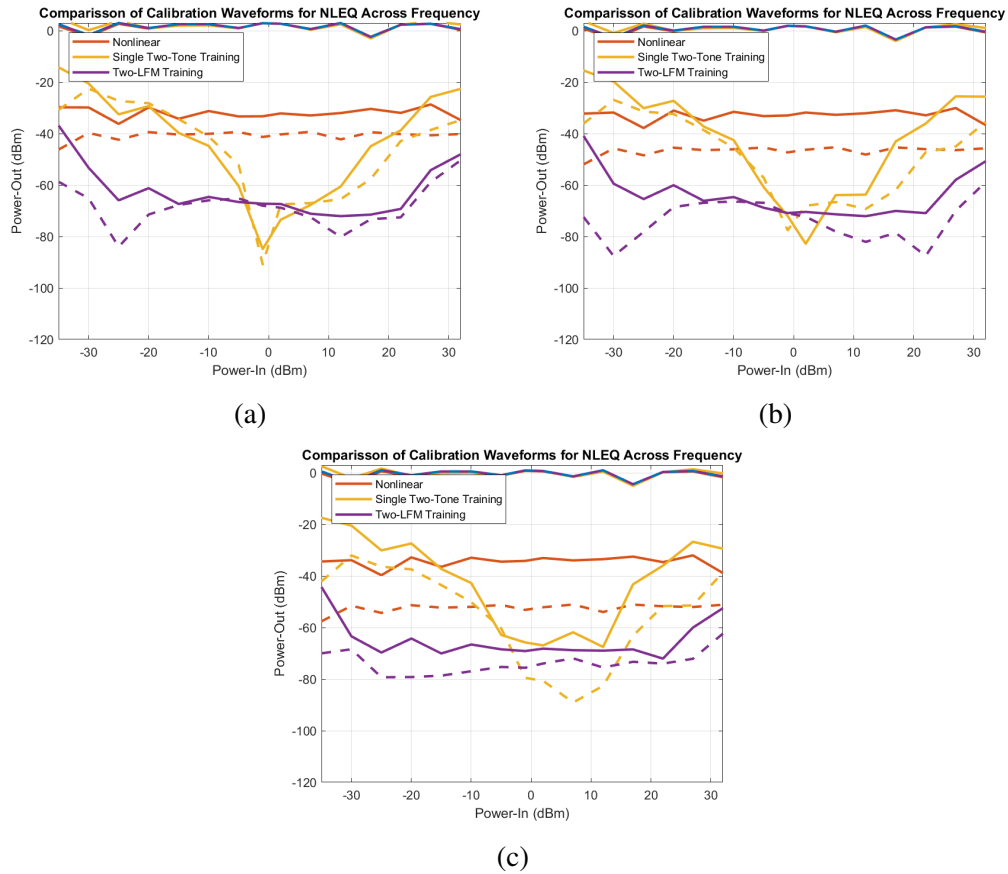 Comparisson of Calibration Waveforms for NLEQ Across Frequency
0
-20
-40
-60
-80
-100
-120
Power-Out (dBm)
Nonlinear
Single Two-Tone Training
Two-LFM Training
-30 -20 -10 0 10 20 30
Power-In (dBm)
(a)
Comparisson of Calibration Waveforms for NLEQ Across Frequency
0
-20
-40
-60
-80
-100
-120
Power-Out (dBm)
Nonlinear
Single Two-Tone Training
Two-LFM Training
-30 -20 -10 0 10 20 30
Power-In (dBm)
(b)
Comparisson of Calibration Waveforms for NLEQ Across Frequency
0
-20
-40
-60
-80
-100
-120
Power-Out (dBm)
Nonlinear
Single Two-Tone Training
Two-LFM Training
-30 -20 -10 0 10 20 30
Power-In (dBm)
(c)